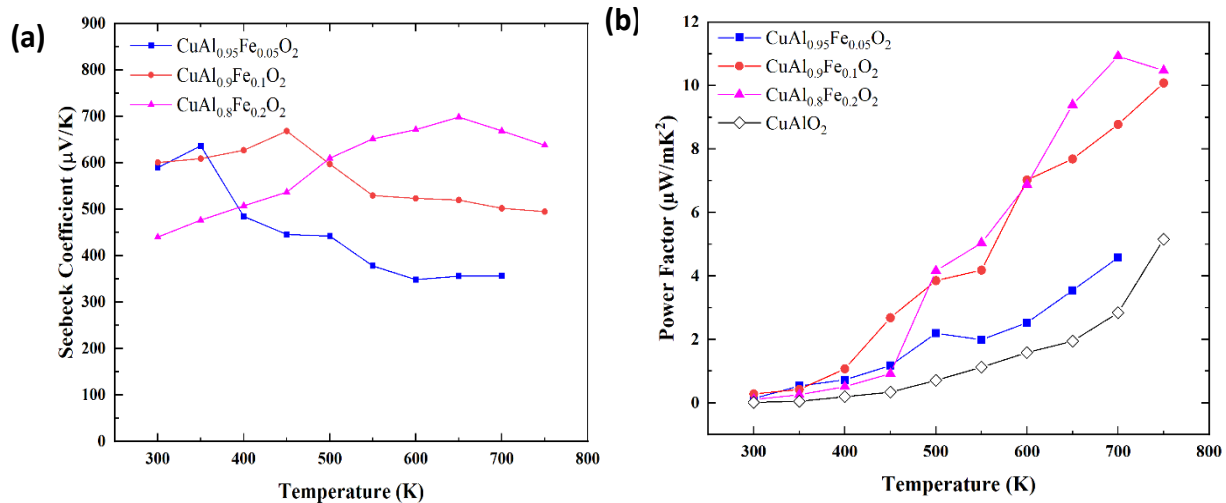 (a)
900
800
700
600
500
400
300
200
100
0
Seebeck Coefficient (μV/K)
CuAl0.95Fe0.05O2
CuAl0.9Fe0.1O2
CuAl0.8Fe0.2O2
300 400 500 600 700 800
Temperature (K)
(b)
12
10
8
6
4
2
0
Power Factor (μW/mK²)
CuAl0.95Fe0.05O2
CuAl0.9Fe0.1O2
CuAl0.8Fe0.2O2
CuAlO2
300 400 500 600 700 800
Temperature (K)